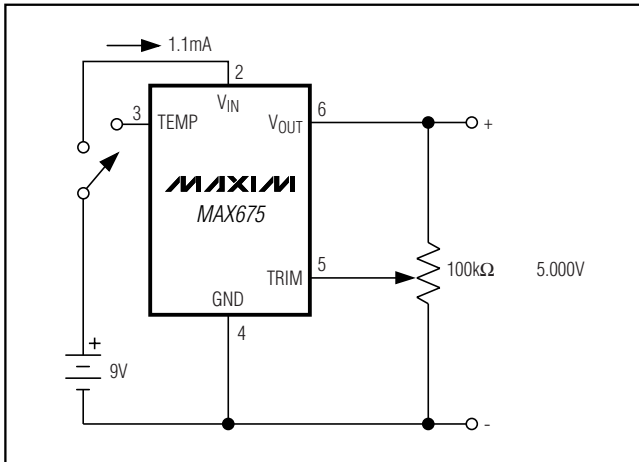 1.1mA
2
V_IN
3
TEMP
6
V_OUT
+
MAXIM
MAX675
TRIM
5
100kΩ
5.000V
GND
4
+
9V
-